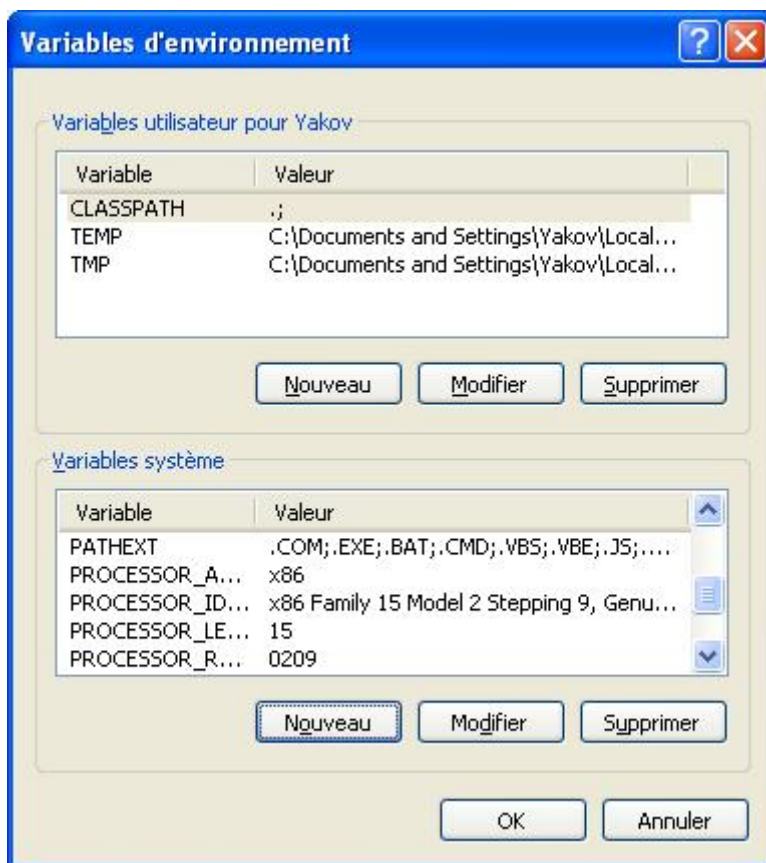 Variables d'environnement
Variables utilisateur pour Yakov
Variable Valeur
CLASSPATH .;
TEMP C:\Documents and Settings\Yakov\Local...
TMP C:\Documents and Settings\Yakov\Local...
Nouveau Modifier Supprimer
Variables système
Variable Valeur
PATHEXT .COM;.EXE;.BAT;.CMD;.VBS;.VBE;.JS;....
PROCESSOR_A... x86
PROCESSOR_ID... x86 Family 15 Model 2 Stepping 9, Genu...
PROCESSOR_LE... 15
PROCESSOR_R... 0209
Nouveau Modifier Supprimer
OK Annuler